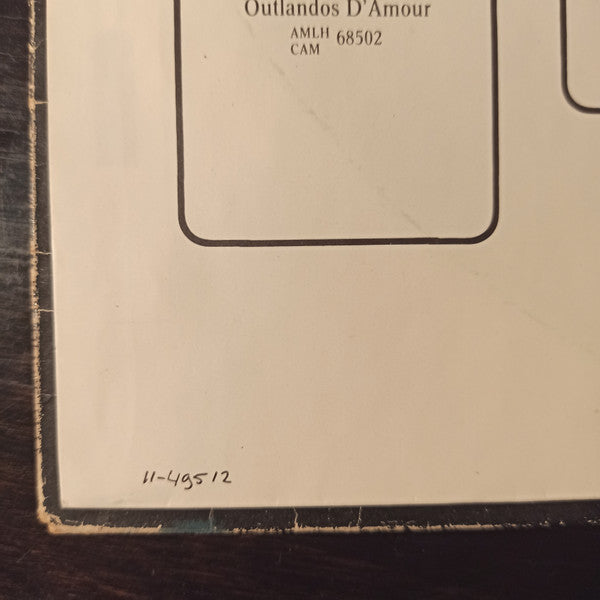 Outlandos D'Amour
AMLH
CAM 68502
11-49512